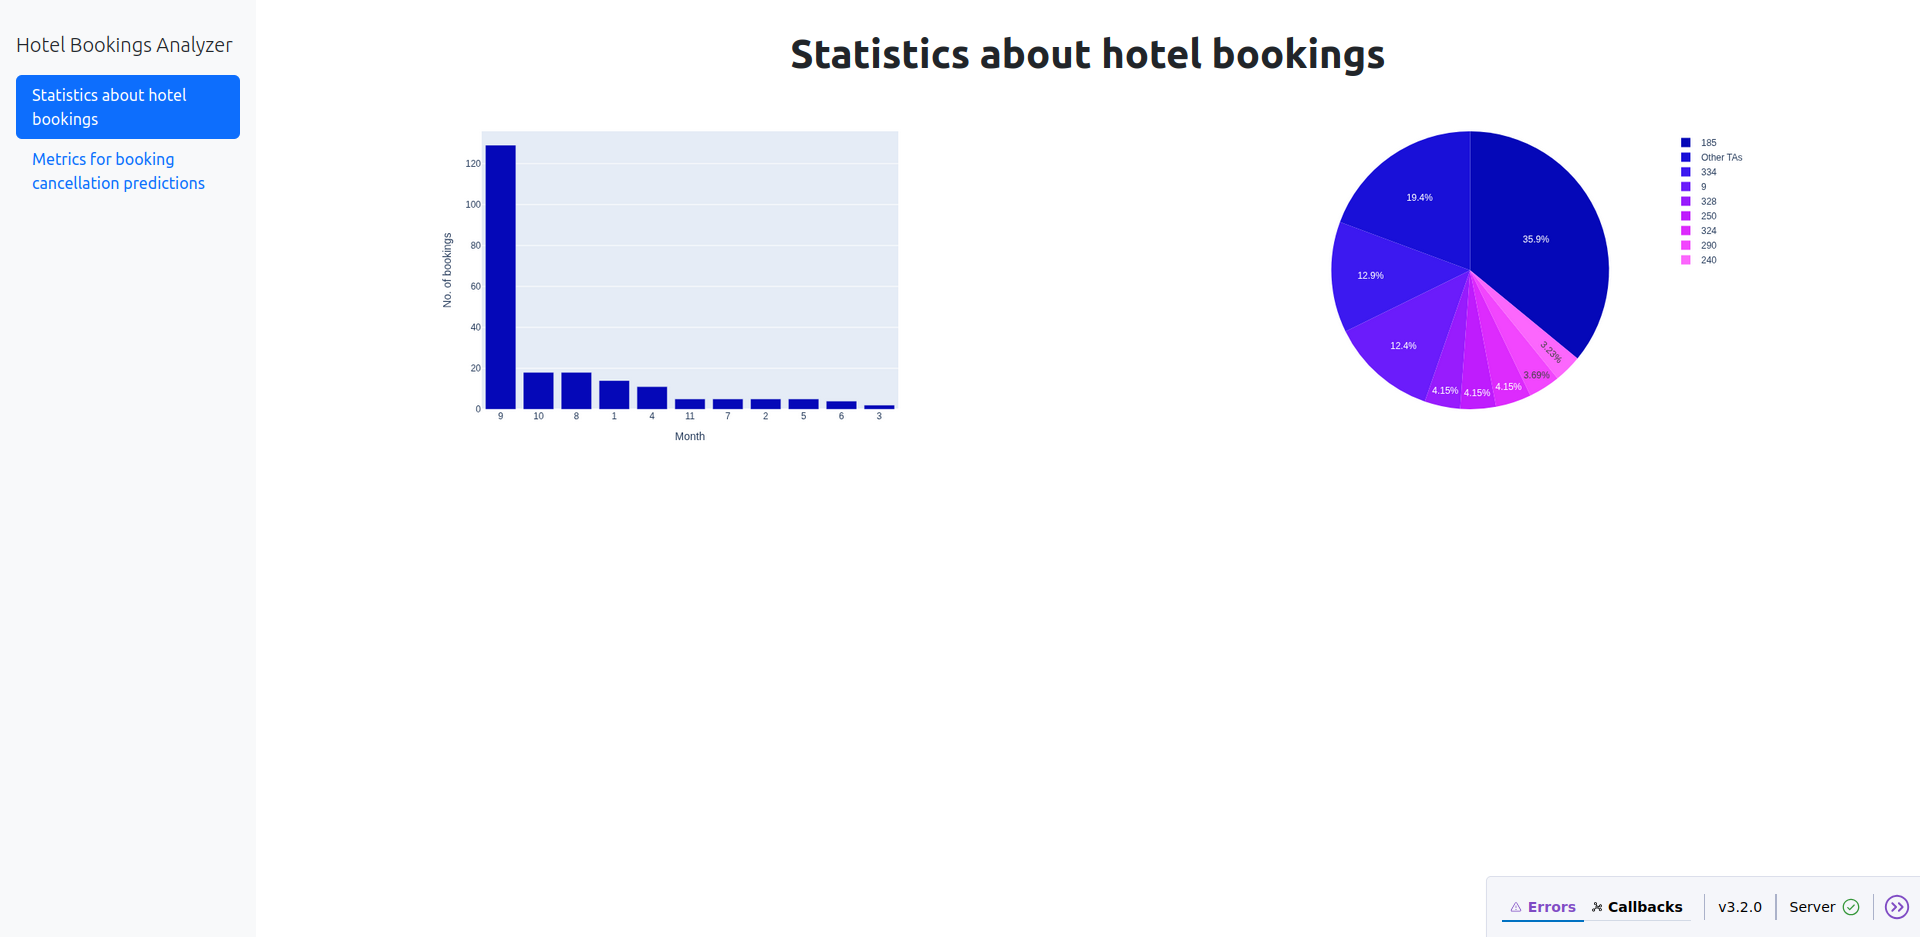 Hotel Bookings Analyzer
Statistics about hotel
bookings
Metrics for booking
cancellation predictions
Statistics about hotel bookings
No. of bookings
120
100
80
60
40
20
0
9 10 8 1 4 11 7 2 5 6 3
Month
19.4%
35.9%
12.9%
12.4%
4.15%
4.15%
4.15%
3.69%
3.23%
185
Other TAs
334
9
328
250
324
290
240
Errors Callbacks v3.2.0 Server